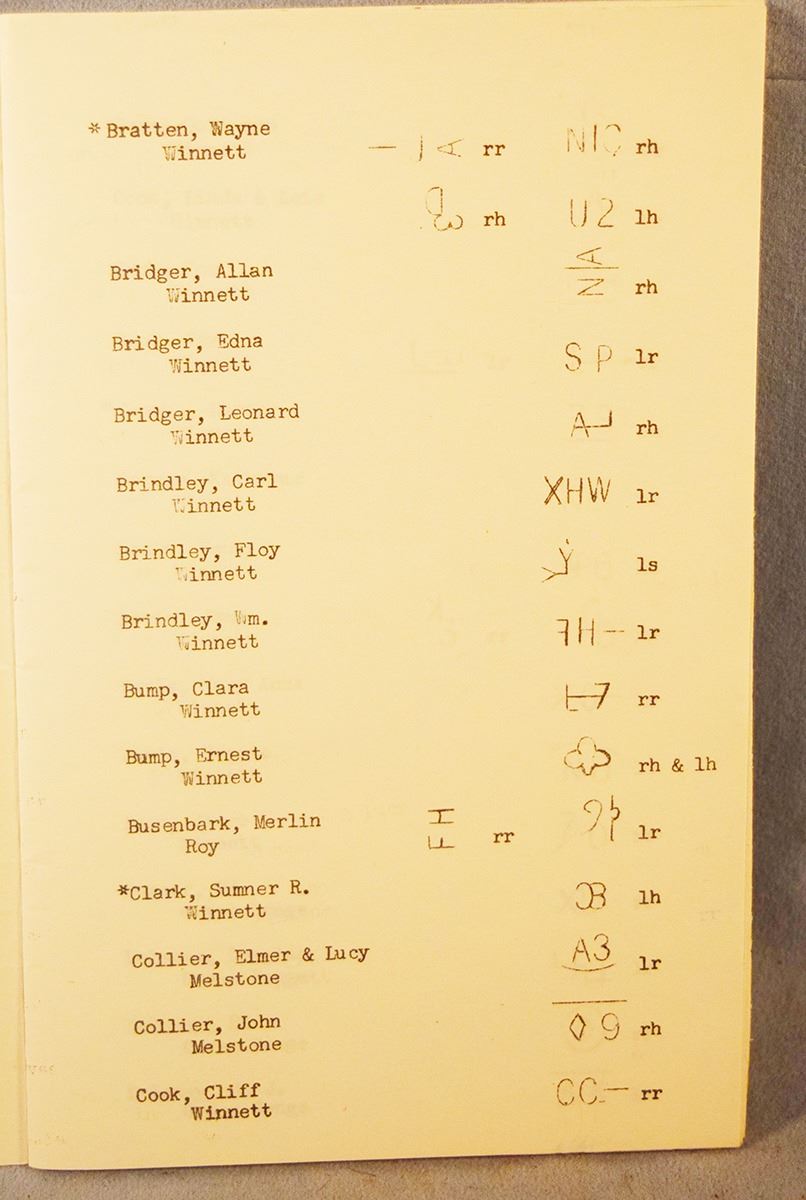 *Bratten, Wayne
Winnett rr NIC rh
rh U2 lh
Bridger, Allan
Winnett rh
Bridger, Edna
Winnett S P lr
Bridger, Leonard
Winnett rh
Brindley, Carl
Winnett XHW lr
Brindley, Floy
Winnett ls
Brindley, Wm.
Winnett lr
Bump, Clara
Winnett rr
Bump, Ernest
Winnett rh & lh
Busenbark, Merlin
Roy rr lr
*Clark, Sumner R.
Winnett lh
Collier, Elmer & Lucy A3
Melstone lr
Collier, John
Melstone ◊ 9 rh
Cook, Cliff
Winnett CC.— rr